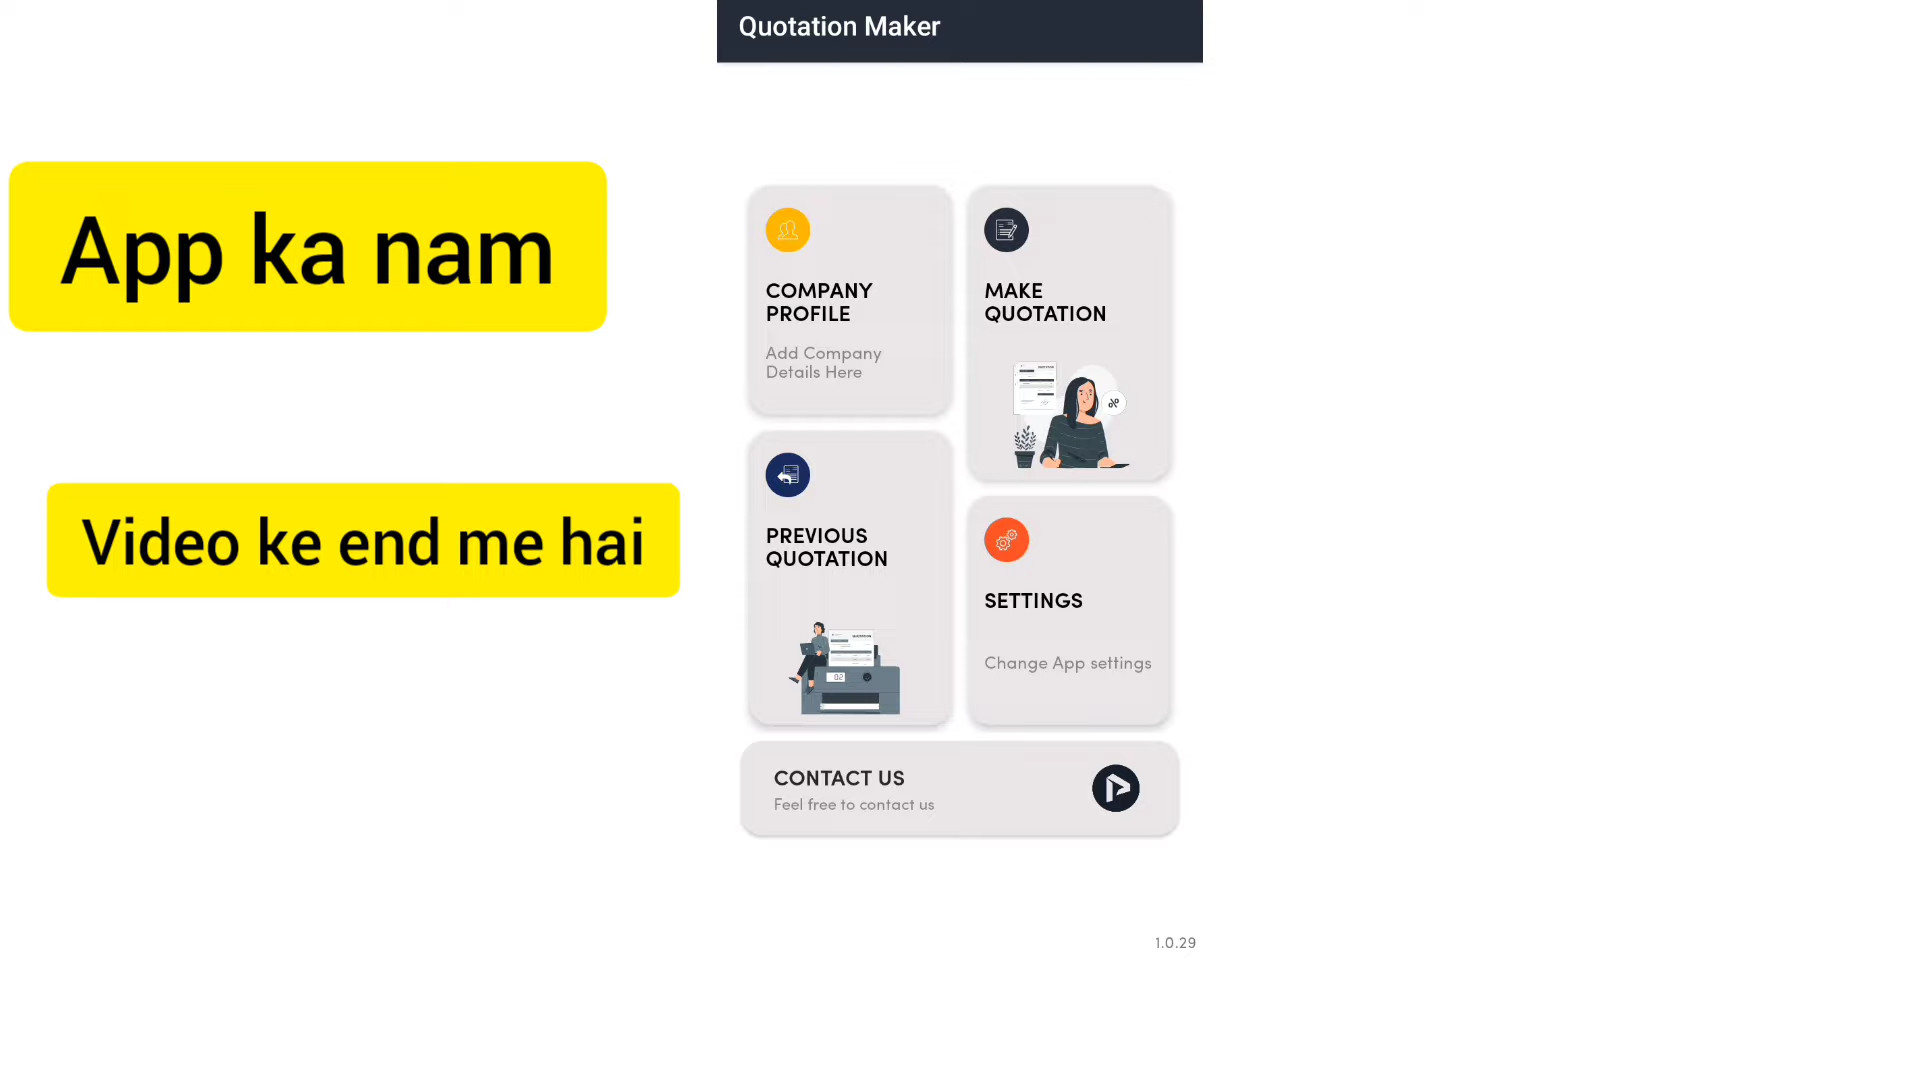 Quotation Maker
App ka nam
Video ke end me hai
COMPANY
PROFILE
Add Company
Details Here
MAKE
QUOTATION
PREVIOUS
QUOTATION
SETTINGS
Change App settings
CONTACT US
Feel free to contact us
1.0.29